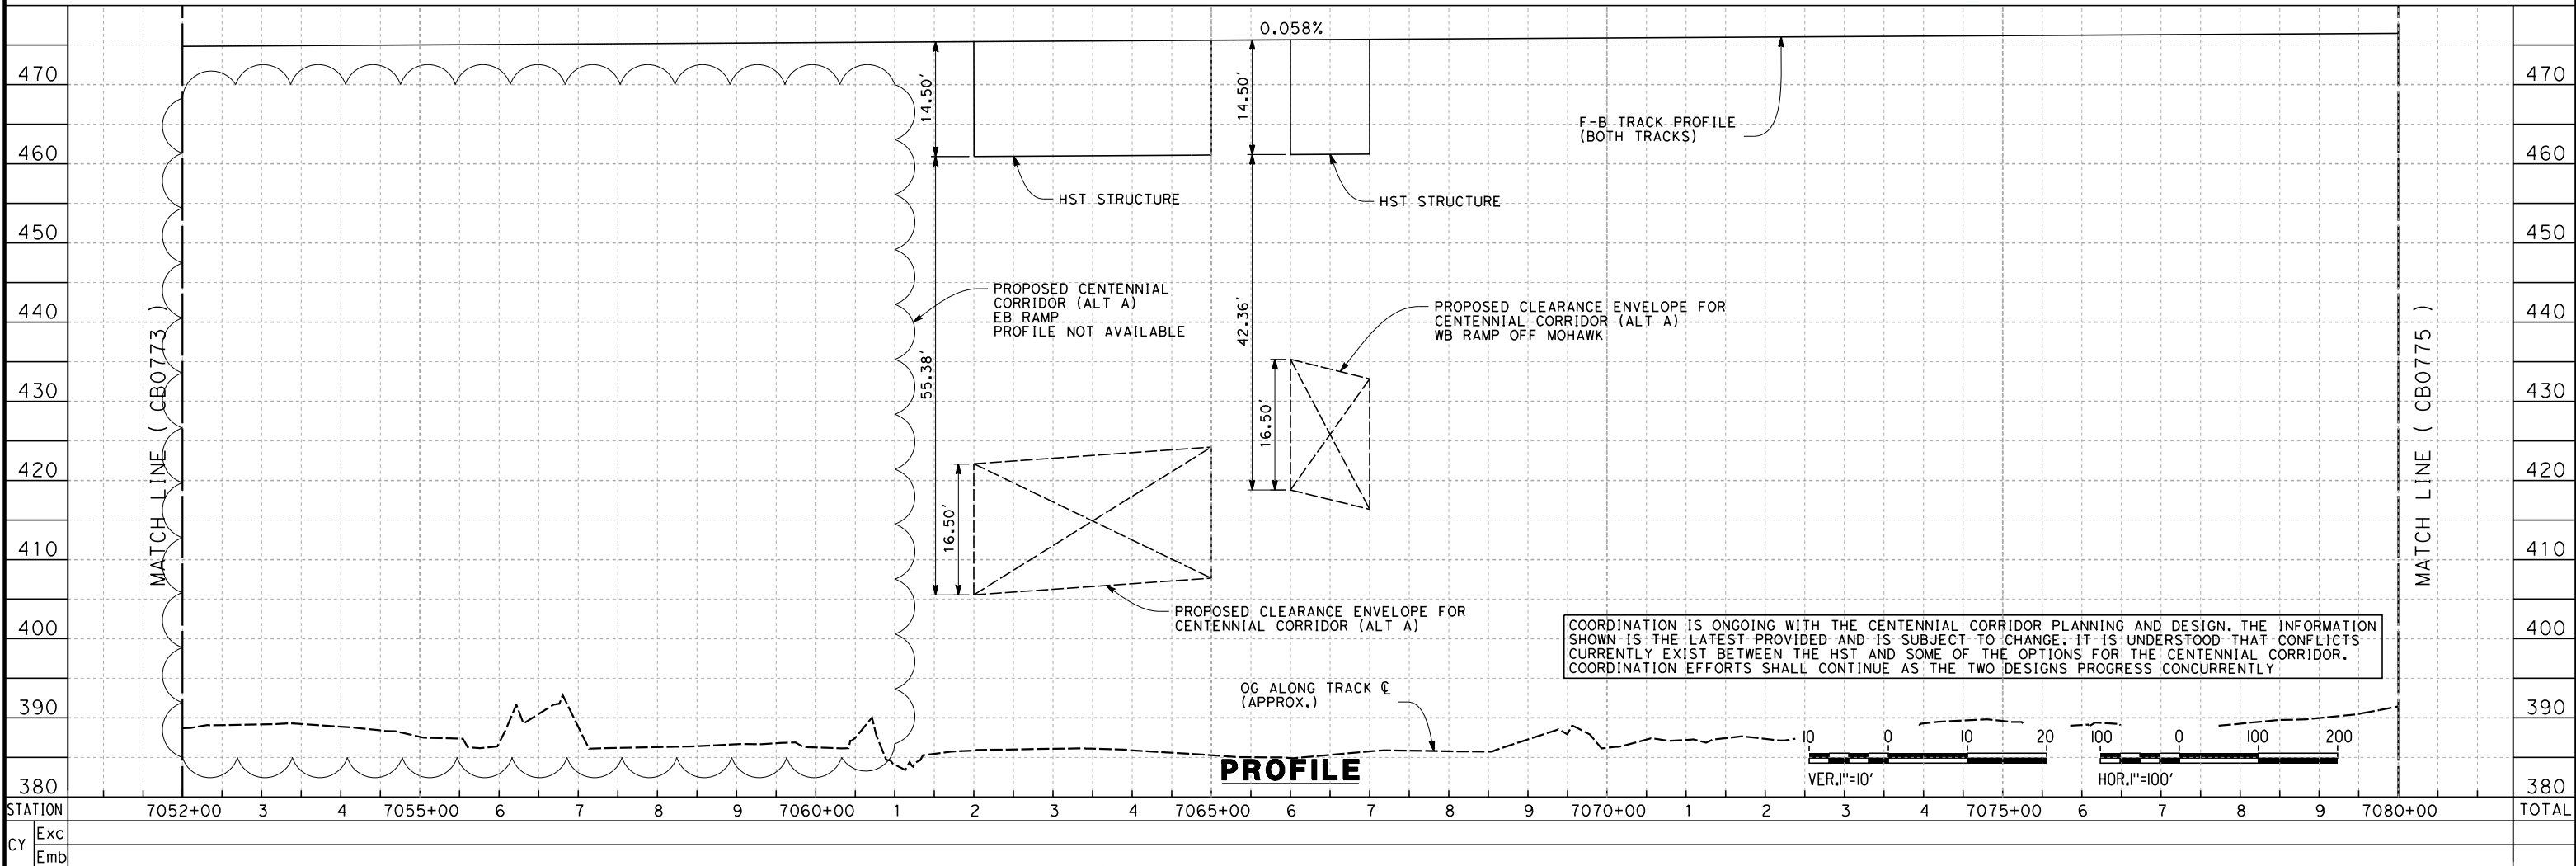 0.058%
470
460
450
440
430
420
410
400
390
380
470
460
450
440
430
420
410
400
390
380
MATCH LINE ( CB0773 )
MATCH LINE ( CB0775 )
14.50'
14.50'
F-B TRACK PROFILE
(BOTH TRACKS)
HST STRUCTURE
HST STRUCTURE
PROPOSED CENTENNIAL
CORRIDOR (ALT A)
EB RAMP
PROFILE NOT AVAILABLE
55.38'
42.36'
PROPOSED CLEARANCE ENVELOPE FOR
CENTENNIAL CORRIDOR (ALT A)
WB RAMP OFF MOHAWK
16.50'
16.50'
PROPOSED CLEARANCE ENVELOPE FOR
CENTENNIAL CORRIDOR (ALT A)
COORDINATION IS ONGOING WITH THE CENTENNIAL CORRIDOR PLANNING AND DESIGN. THE INFORMATION
SHOWN IS THE LATEST PROVIDED AND IS SUBJECT TO CHANGE. IT IS UNDERSTOOD THAT CONFLICTS
CURRENTLY EXIST BETWEEN THE HST AND SOME OF THE OPTIONS FOR THE CENTENNIAL CORRIDOR.
COORDINATION EFFORTS SHALL CONTINUE AS THE TWO DESIGNS PROGRESS CONCURRENTLY
OG ALONG TRACK ℄
(APPROX.)
10 0 10 20
VER.1"=10'
100 0 100 200
HOR.1"=100'
PROFILE
STATION 7052+00 3 4 7055+00 6 7 8 9 7060+00 1 2 3 4 7065+00 6 7 8 9 7070+00 1 2 3 4 7075+00 6 7 8 9 7080+00 TOTAL
CY
Exc
Emb